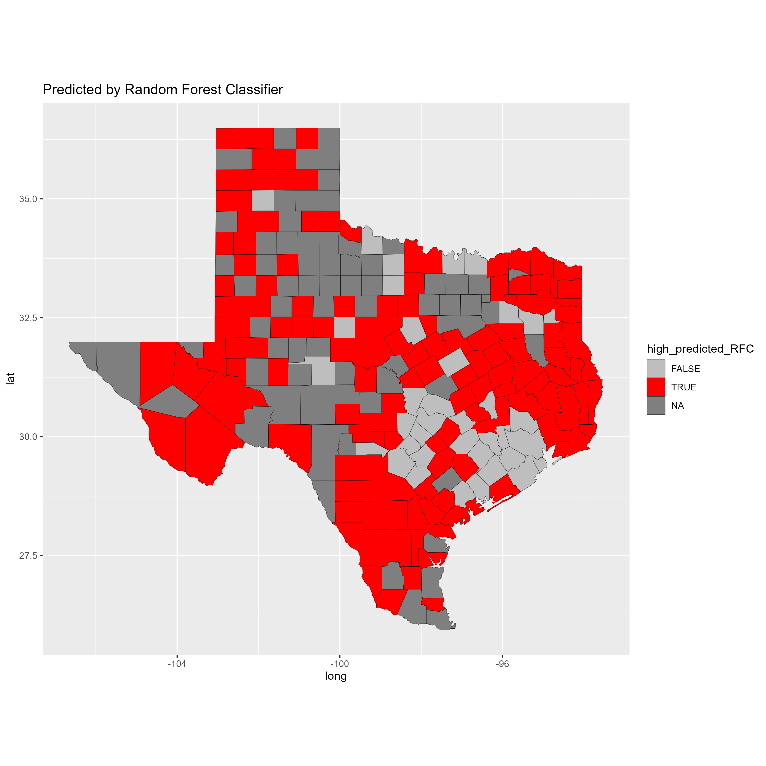 Predicted by Random Forest Classifier
35.0
32.5
30.0
27.5
lat
-104
-100
-96
long
high_predicted_RFC
FALSE
TRUE
NA